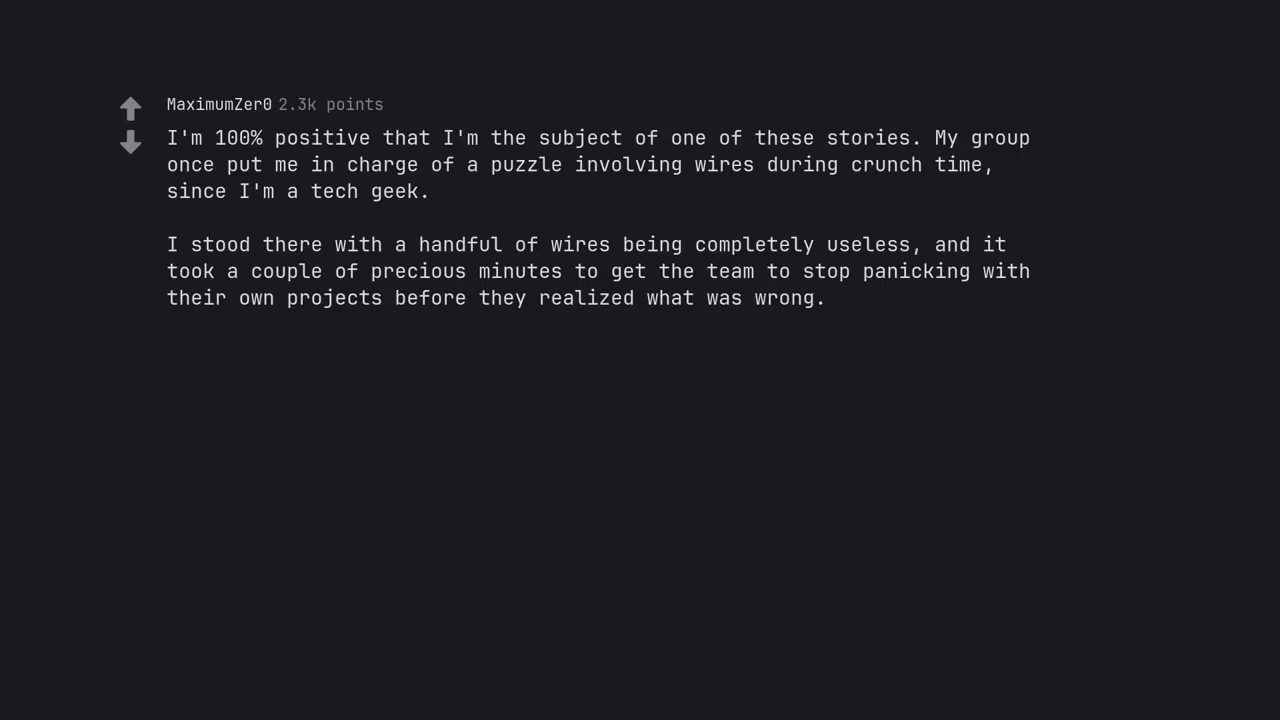 MaximumZer0 2.3k points
I'm 100% positive that I'm the subject of one of these stories. My group
once put me in charge of a puzzle involving wires during crunch time,
since I'm a tech geek.
I stood there with a handful of wires being completely useless, and it
took a couple of precious minutes to get the team to stop panicking with
their own projects before they realized what was wrong.